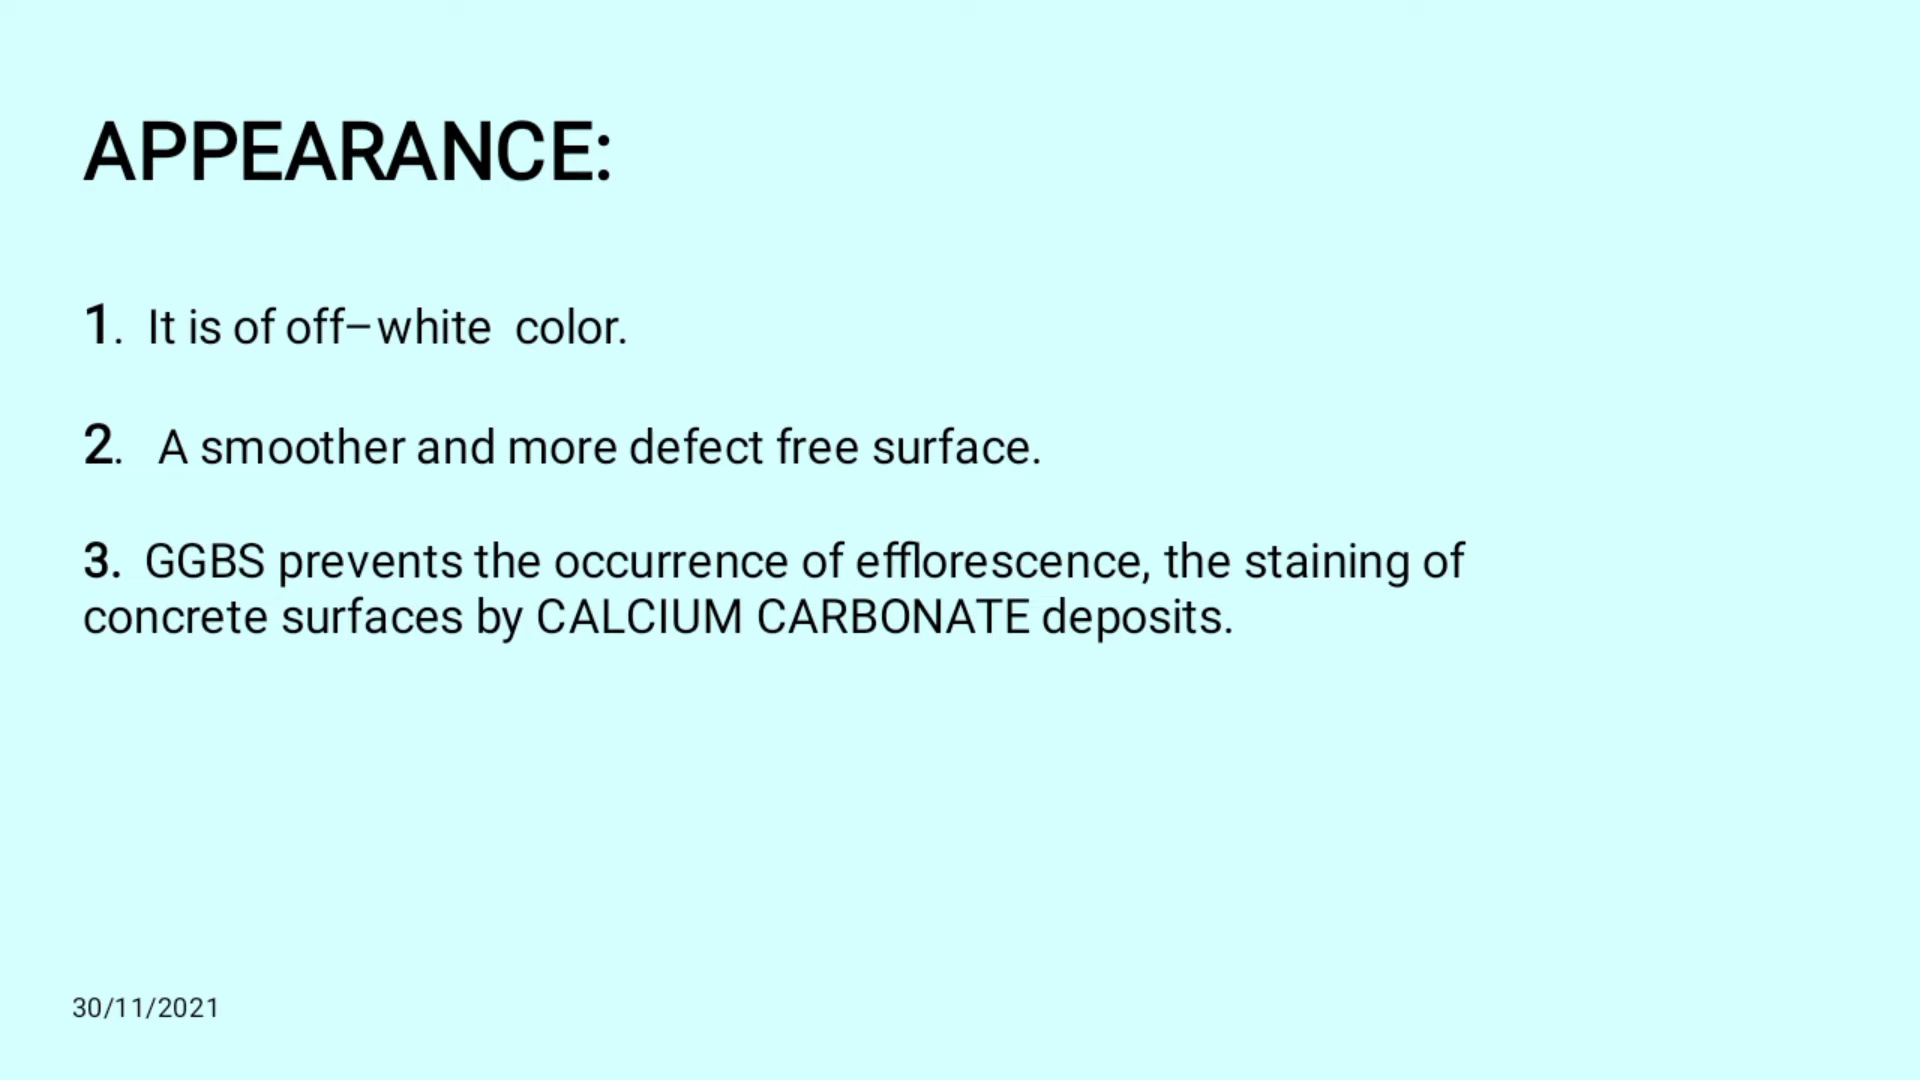 APPEARANCE:
1. It is of off–white color.
2. A smoother and more defect free surface.
3. GGBS prevents the occurrence of efflorescence, the staining of
concrete surfaces by CALCIUM CARBONATE deposits.
30/11/2021